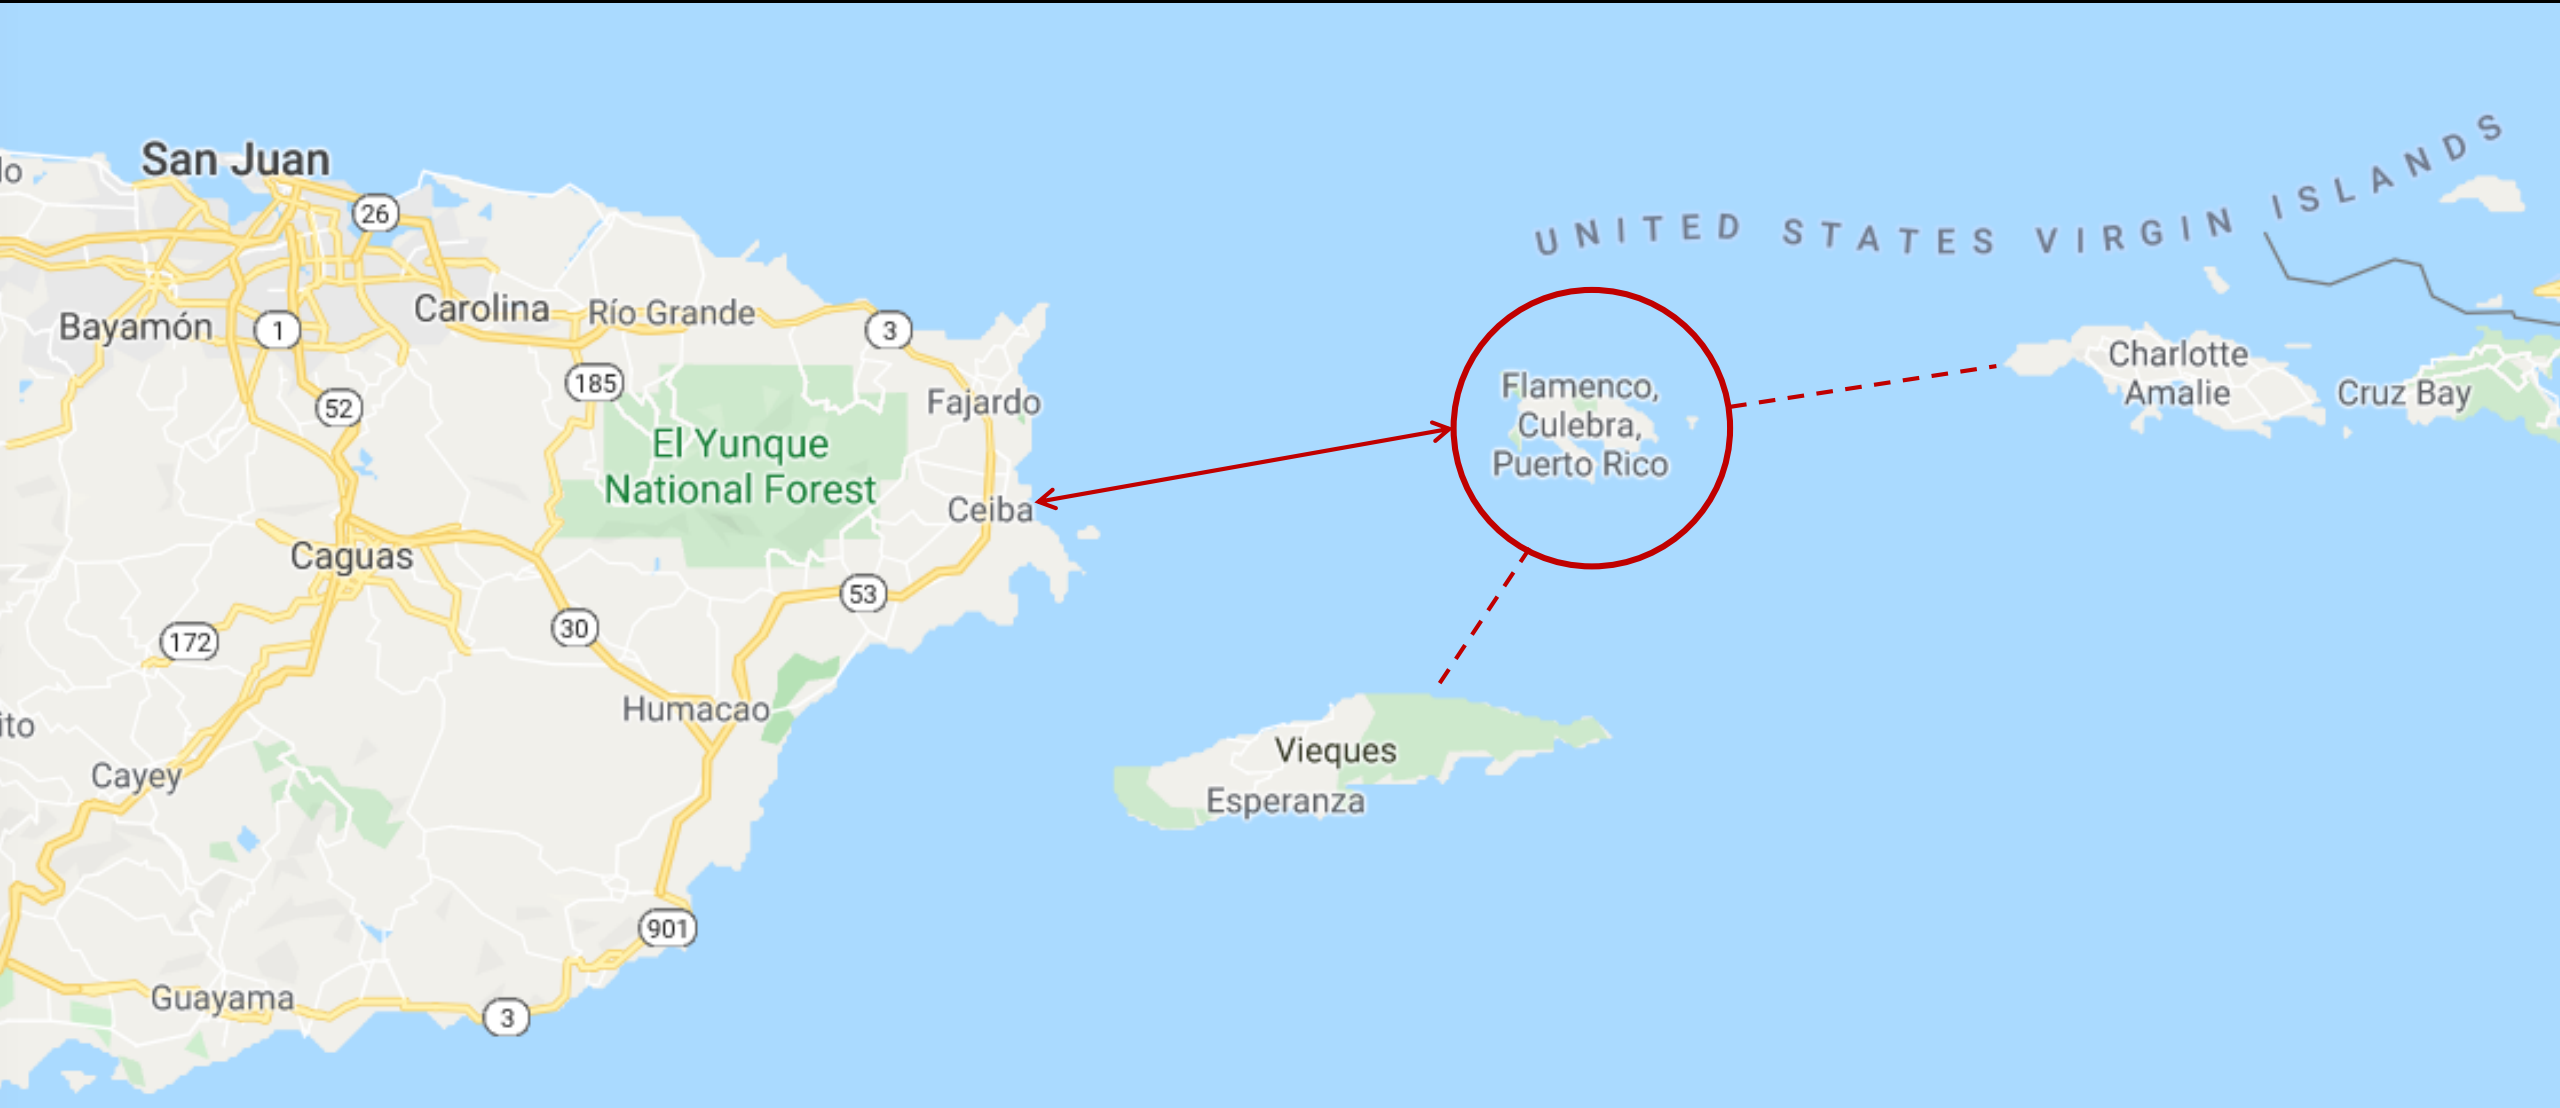 San Juan
lo
26
UNITED STATES VIRGIN ISLANDS
Bayamón
1
Carolina
Río Grande
3
185
52
Fajardo
El Yunque
National Forest
Ceiba
Flamenco,
Culebra,
Puerto Rico
Charlotte
Amalie
Cruz Bay
Caguas
53
30
172
Humacao
ito
Cayey
Vieques
Esperanza
901
Guayama
3